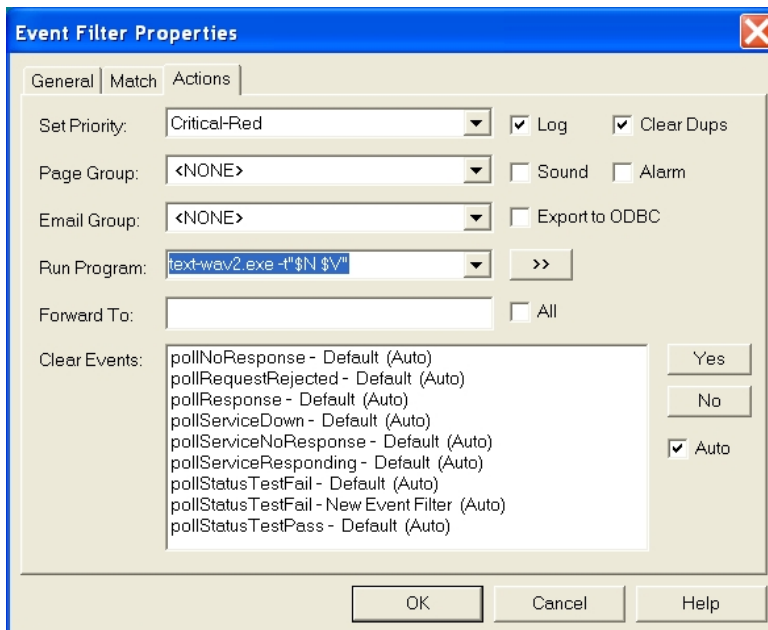 Event Filter Properties
General Match Actions
Set Priority: Critical-Red Log Clear Dups
Page Group: <NONE> Sound Alarm
Email Group: <NONE> Export to ODBC
Run Program: text-wav2.exe -t"$N $V" >>
Forward To: All
Clear Events: pollNoResponse - Default (Auto) Yes
pollRequestRejected - Default (Auto)
pollResponse - Default (Auto) No
pollServiceDown - Default (Auto)
pollServiceNoResponse - Default (Auto)
pollServiceResponding - Default (Auto) Auto
pollStatusTestFail - Default (Auto)
pollStatusTestFail - New Event Filter (Auto)
pollStatusTestPass - Default (Auto)
OK Cancel Help